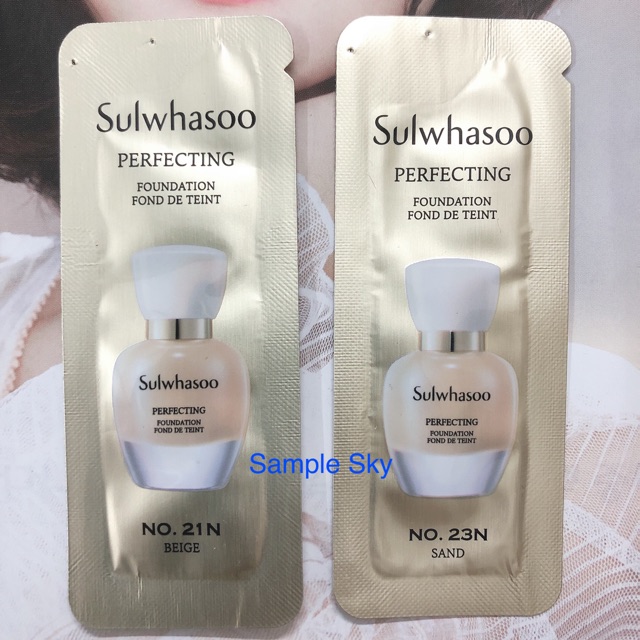 Sulwhasoo
PERFECTING
FOUNDATION
FOND DE TEINT
Sulwhasoo
PERFECTING
FOUNDATION
FOND DE TEINT
NO. 21N
BEIGE
Sulwhasoo
PERFECTING
FOUNDATION
FOND DE TEINT
Sulwhasoo
PERFECTING
FOUNDATION
FOND DE TEINT
NO. 23N
SAND
Sample Sky